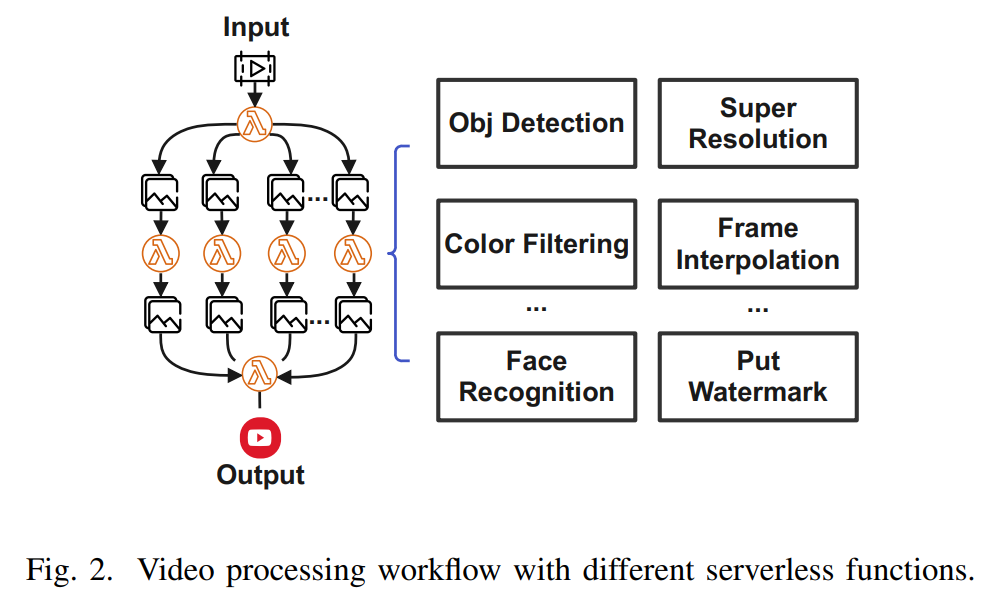 Input
Obj Detection
Super
Resolution
...
Color Filtering
Frame
Interpolation
...
...
...
Face
Recognition
Put
Watermark
Output
Fig. 2. Video processing workflow with different serverless functions.